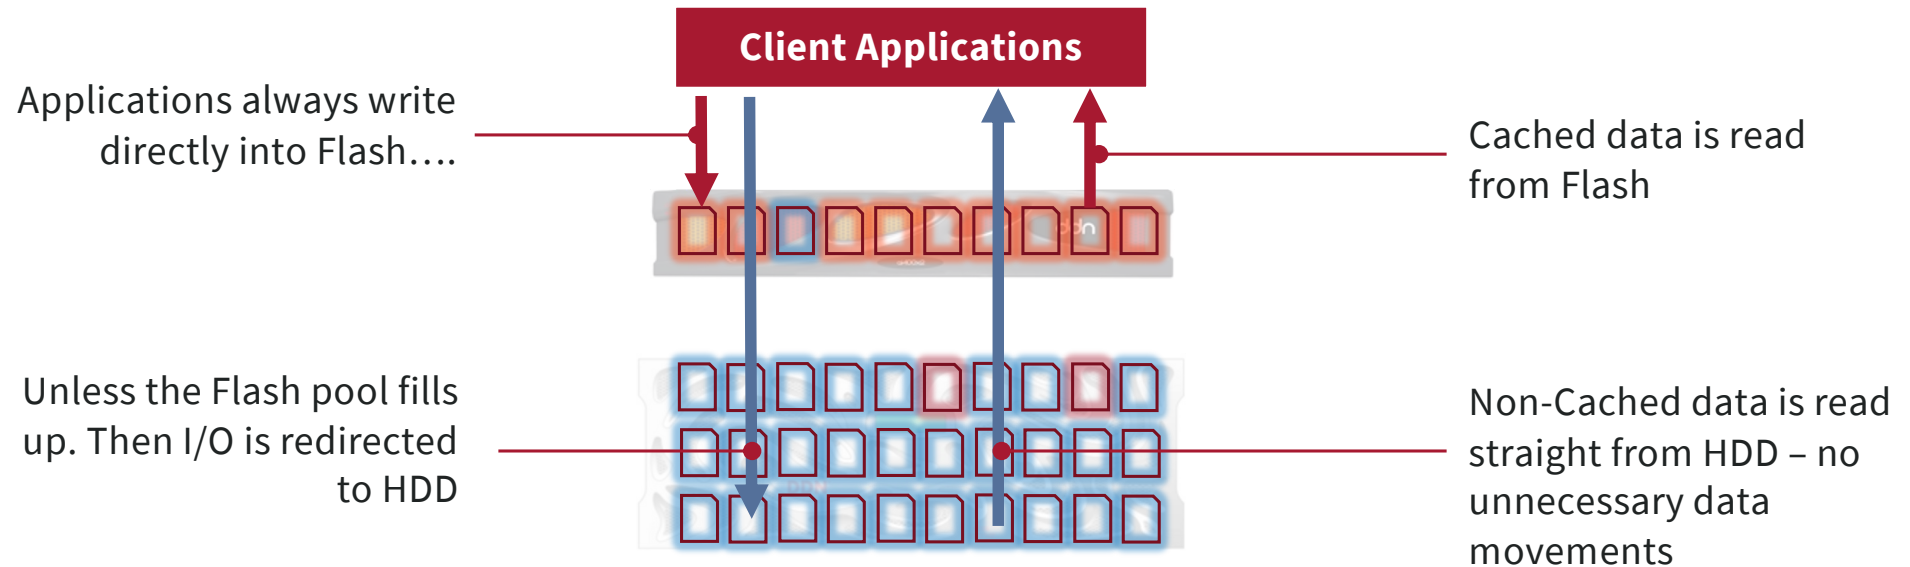 Client Applications
Applications always write
directly into Flash....
Cached data is read
from Flash
ddn
Unless the Flash pool fills
up. Then I/O is redirected
to HDD
Non-Cached data is read
straight from HDD – no
unnecessary data
movements